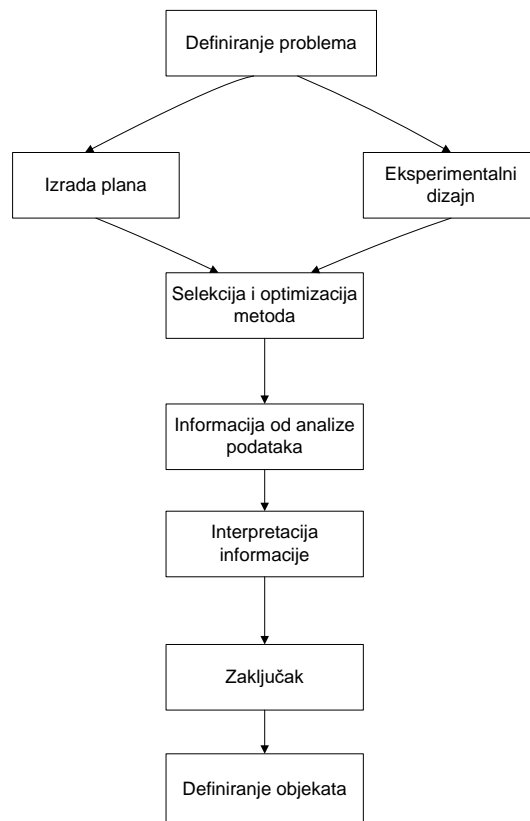 Definiranje problema
Izrada plana
Eksperimentalni
dizajn
Selekcija i optimizacija
metoda
Informacija od analize
podataka
Interpretacija
informacije
Zaključak
Definiranje objekata